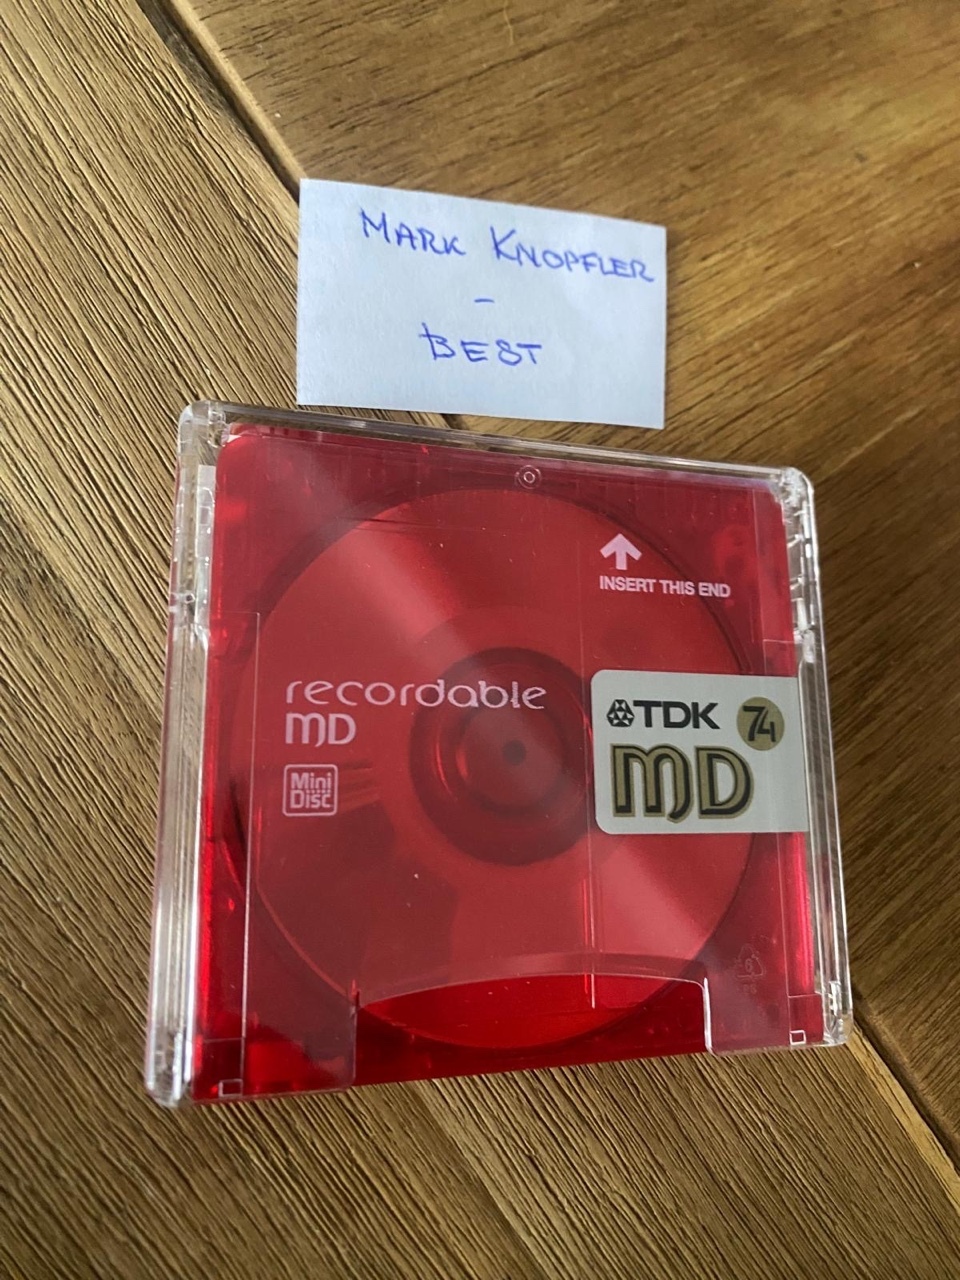 MARK KNOPFLER
-
BEST
INSERT THIS END
recordable
MD
Mini
Disc
TDK 74
MD